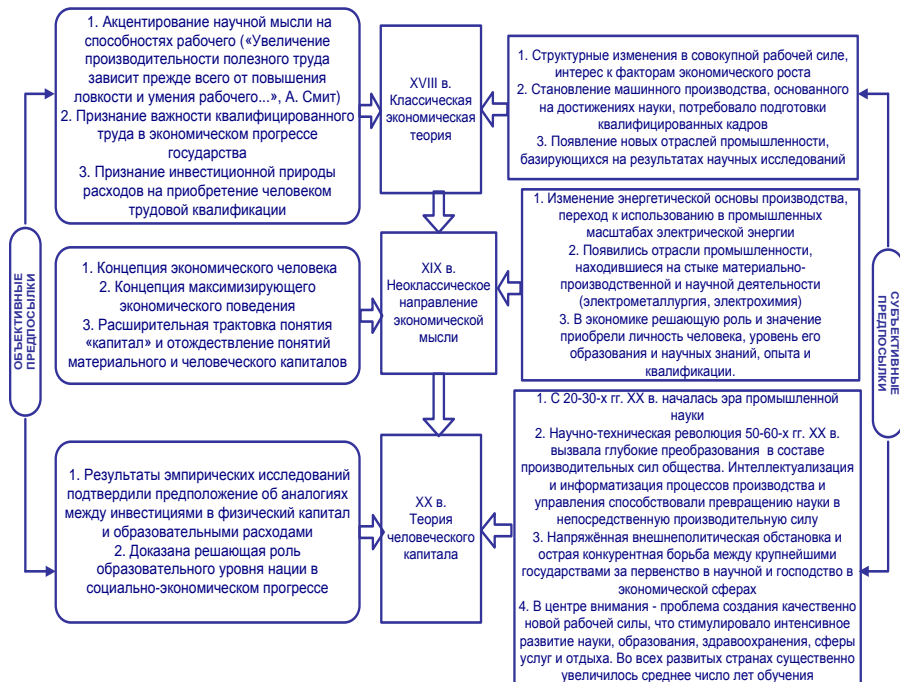 ОБЪЕКТИВНЫЕ
ПРЕДПОСЫЛКИ
1. Акцентирование научной мысли на
способностях рабочего («Увеличение
производительности полезного труда
зависит прежде всего от повышения
ловкости и умения рабочего...», А. Смит)
2. Признание важности квалифицированного
труда в экономическом прогрессе
государства
3. Признание инвестиционной природы
расходов на приобретение человеком
трудовой квалификации
XVIII в.
Классическая
экономическая
теория
1. Структурные изменения в совокупной рабочей силе,
интерес к факторам экономического роста
2. Становление машинного производства, основанного
на достижениях науки, потребовало подготовки
квалифицированных кадров
3. Появление новых отраслей промышленности,
базирующихся на результатах научных исследований
1. Концепция экономического человека
2. Концепция максимизирующего
экономического поведения
3. Расширительная трактовка понятия
«капитал» и отождествление понятий
материального и человеческого капиталов
XIX в.
Неоклассическое
направление
экономической
мысли
1. Изменение энергетической основы производства,
переход к использованию в промышленных
масштабах электрической энергии
2. Появились отрасли промышленности,
находившиеся на стыке материально-
производственной и научной деятельности
(электрометаллургия, электрохимия)
3. В экономике решающую роль и значение
приобрели личность человека, уровень его
образования и научных знаний, опыта и
квалификации.
1. Результаты эмпирических исследований
подтвердили предположение об аналогиях
между инвестициями в физический капитал
и образовательными расходами
2. Доказана решающая роль
образовательного уровня нации в
социально-экономическом прогрессе
XX в.
Теория
человеческого
капитала
1. С 20-30-х гг. XX в. началась эра промышленной
науки
2. Научно-техническая революция 50-60-х гг. XX в.
вызвала глубокие преобразования в составе
производительных сил общества. Интеллектуализация
и информатизация процессов производства и
управления способствовали превращению науки в
непосредственную производительную силу
3. Напряжённая внешнеполитическая обстановка и
острая конкурентная борьба между крупнейшими
государствами за первенство в научной и господство в
экономической сферах
4. В центре внимания - проблема создания качественно
новой рабочей силы, что стимулировало интенсивное
развитие науки, образования, здравоохранения, сферы
услуг и отдыха. Во всех развитых странах существенно
увеличилось среднее число лет обучения
СУБЪЕКТИВНЫЕ
ПРЕДПОСЫЛКИ